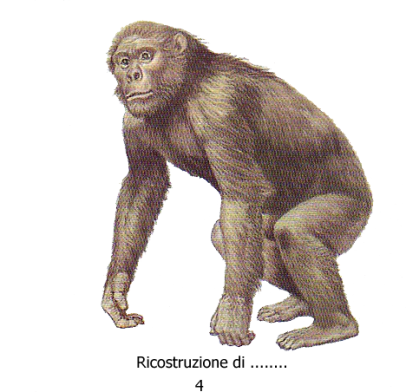 Ricostruzione di ........
4